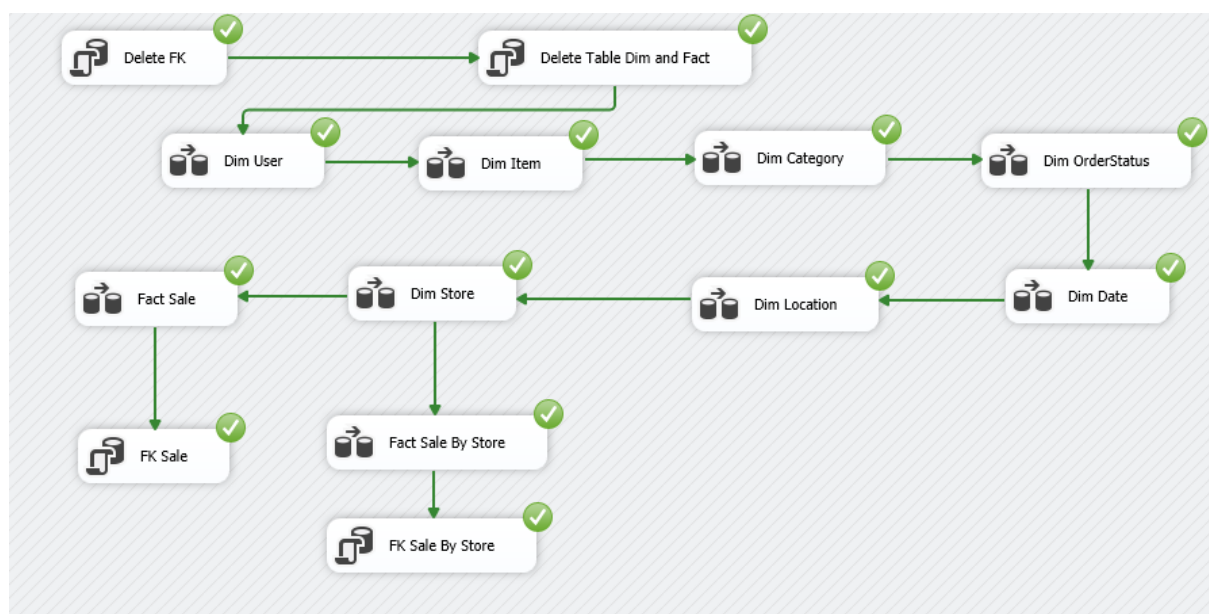 Delete FK
Delete Table Dim and Fact
Dim User
Dim Item
Dim Category
Dim OrderStatus
Fact Sale
Dim Store
Dim Location
Dim Date
FK Sale
Fact Sale By Store
FK Sale By Store